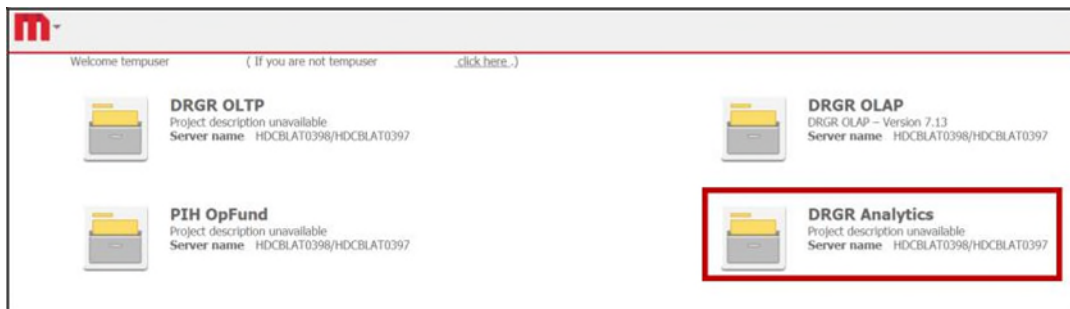 Welcome tempuser ( If you are not tempuser click here .)
DRGR OLTP
Project description unavailable
Server name HDCBLAT0398/HDCBLAT0397
DRGR OLAP
DRGR OLAP – Version 7.13
Server name HDCBLAT0398/HDCBLAT0397
PIH OpFund
Project description unavailable
Server name HDCBLAT0398/HDCBLAT0397
DRGR Analytics
Project description unavailable
Server name HDCBLAT0398/HDCBLAT0397